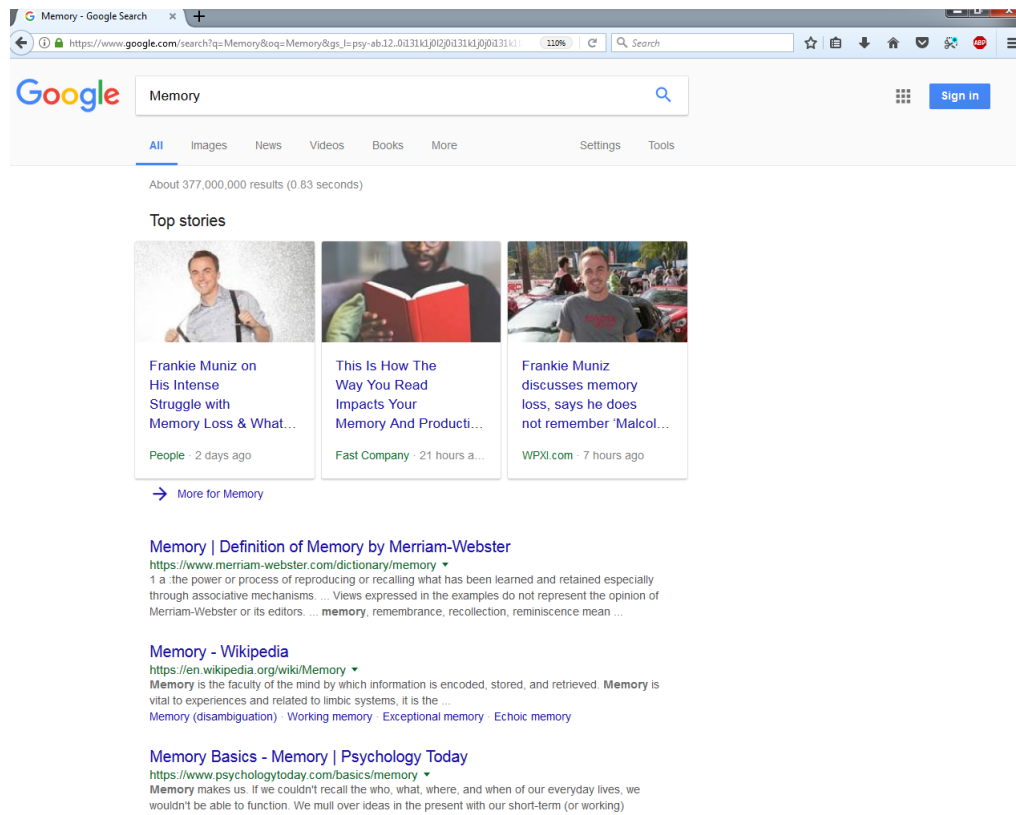 Memory - Google Search
https://www.google.com/search?q=Memory&oq=Memory&gs_l=psy-ab.12..0i131k1j0l2j0i131k1j0j0i131k1
110%
Search
ABP
Google
Memory
Sign in
All Images News Videos Books More Settings Tools
About 377,000,000 results (0.83 seconds)
Top stories
Frankie Muniz on
His Intense
Struggle with
Memory Loss & What...
People · 2 days ago
This Is How The
Way You Read
Impacts Your
Memory And Producti...
Fast Company · 21 hours a...
Frankie Muniz
discusses memory
loss, says he does
not remember 'Malcol...
WPXI.com · 7 hours ago
More for Memory
Memory | Definition of Memory by Merriam-Webster
https://www.merriam-webster.com/dictionary/memory
1 a :the power or process of reproducing or recalling what has been learned and retained especially
through associative mechanisms. ... Views expressed in the examples do not represent the opinion of
Merriam-Webster or its editors. ... memory, remembrance, recollection, reminiscence mean ...
Memory - Wikipedia
https://en.wikipedia.org/wiki/Memory
Memory is the faculty of the mind by which information is encoded, stored, and retrieved. Memory is
vital to experiences and related to limbic systems, it is the ...
Memory (disambiguation) · Working memory · Exceptional memory · Echoic memory
Memory Basics - Memory | Psychology Today
https://www.psychologytoday.com/basics/memory
Memory makes us. If we couldn't recall the who, what, where, and when of our everyday lives, we
wouldn't be able to function. We mull over ideas in the present with our short-term (or working)